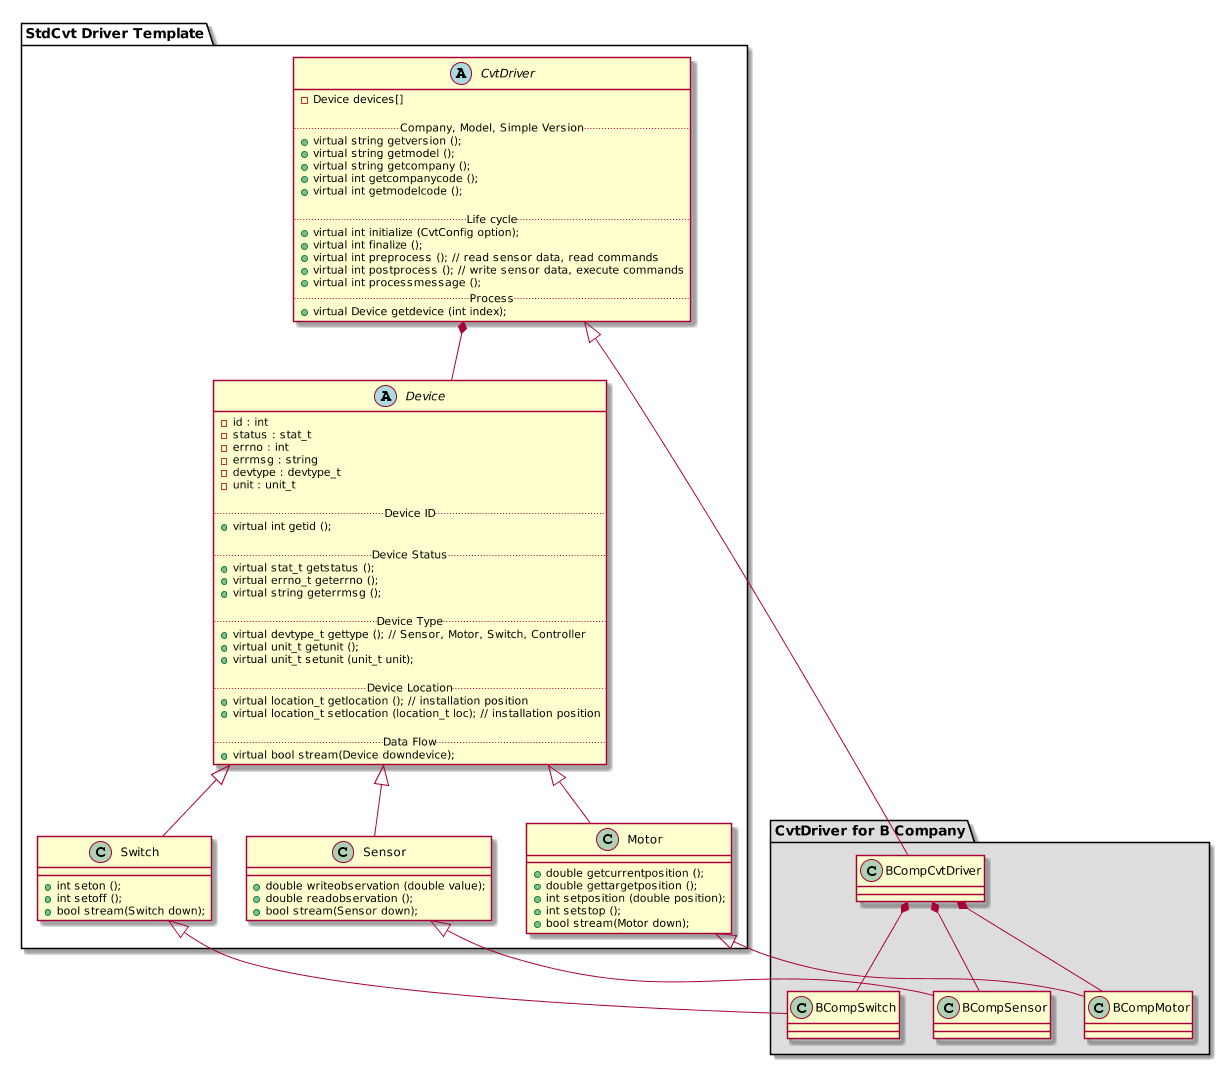 StdCvt Driver Template
A CvtDriver
Device devices[]
Company, Model, Simple Version
virtual string getversion ();
virtual string getmodel ();
virtual string getcompany ();
virtual int getcompanycode ();
virtual int getmodelcode ();
Life cycle
virtual int initialize (CvtConfig option);
virtual int finalize ();
virtual int preprocess (); // read sensor data, read commands
virtual int postprocess (); // write sensor data, execute commands
virtual int processmessage ();
Process
virtual Device getdevice (int index);
A Device
id : int
status : stat_t
errno : int
errmsg : string
devtype : devtype_t
unit : unit_t
Device ID
virtual int getid ();
Device Status
virtual stat_t getstatus ();
virtual errno_t geterrno ();
virtual string geterrmsg ();
Device Type
virtual devtype_t gettype (); // Sensor, Motor, Switch, Controller
virtual unit_t getunit ();
virtual unit_t setunit (unit_t unit);
Device Location
virtual location_t getlocation (); // installation position
virtual location_t setlocation (location_t loc); // installation position
Data Flow
virtual bool stream(Device downdevice);
C Switch
int seton ();
int setoff ();
bool stream(Switch down);
C Sensor
double writeobservation (double value);
double readobservation ();
bool stream(Sensor down);
C Motor
double getcurrentposition ();
double gettargetposition ();
int setposition (double position);
int setstop ();
bool stream(Motor down);
CvtDriver for B Company
C BCompCvtDriver
C BCompSwitch
C BCompSensor
C BCompMotor